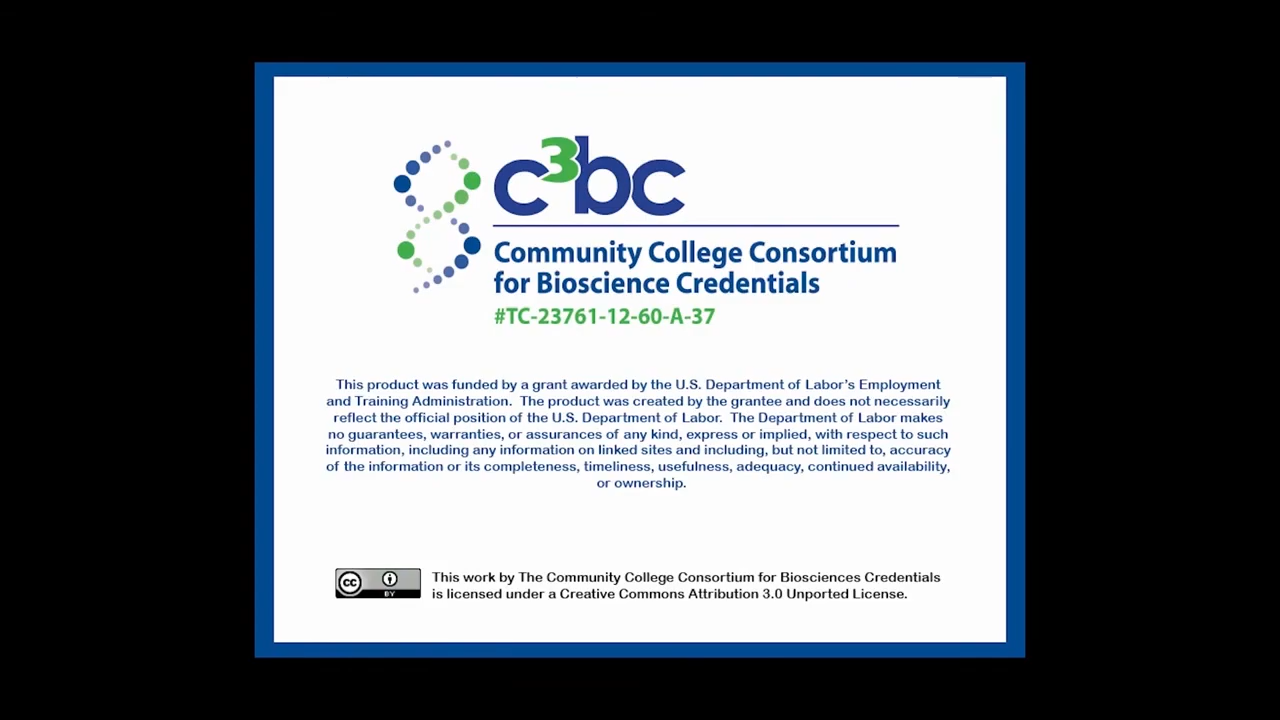 c³bc
Community College Consortium
for Bioscience Credentials
#TC-23761-12-60-A-37
This product was funded by a grant awarded by the U.S. Department of Labor's Employment
and Training Administration. The product was created by the grantee and does not necessarily
reflect the official position of the U.S. Department of Labor. The Department of Labor makes
no guarantees, warranties, or assurances of any kind, express or implied, with respect to such
information, including any information on linked sites and including, but not limited to, accuracy
of the information or its completeness, timeliness, usefulness, adequacy, continued availability,
or ownership.
cc BY
This work by The Community College Consortium for Biosciences Credentials
is licensed under a Creative Commons Attribution 3.0 Unported License.